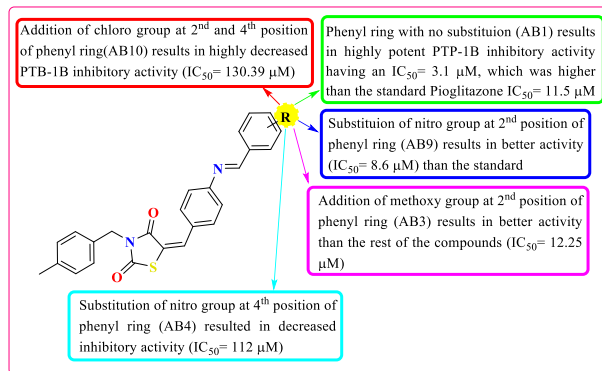 Addition of chloro group at 2nd and 4th position
of phenyl ring(AB10) results in highly decreased
PTB-1B inhibitory activity (IC50= 130.39 μM)
Phenyl ring with no substituion (AB1) results
in highly potent PTP-1B inhibitory activity
having an IC50= 3.1 μM, which was higher
than the standard Pioglitazone IC50= 11.5 μM
R
Substituion of nitro group at 2nd position of
phenyl ring (AB9) results in better activity
(IC50= 8.6 μM) than the standard
N
Addition of methoxy group at 2nd position of
phenyl ring (AB3) results in better activity
than the rest of the compounds (IC50= 12.25
μM)
O
N
O
S
Substitution of nitro group at 4th position of
phenyl ring (AB4) resulted in decreased
inhibitory activity (IC50= 112 μM)